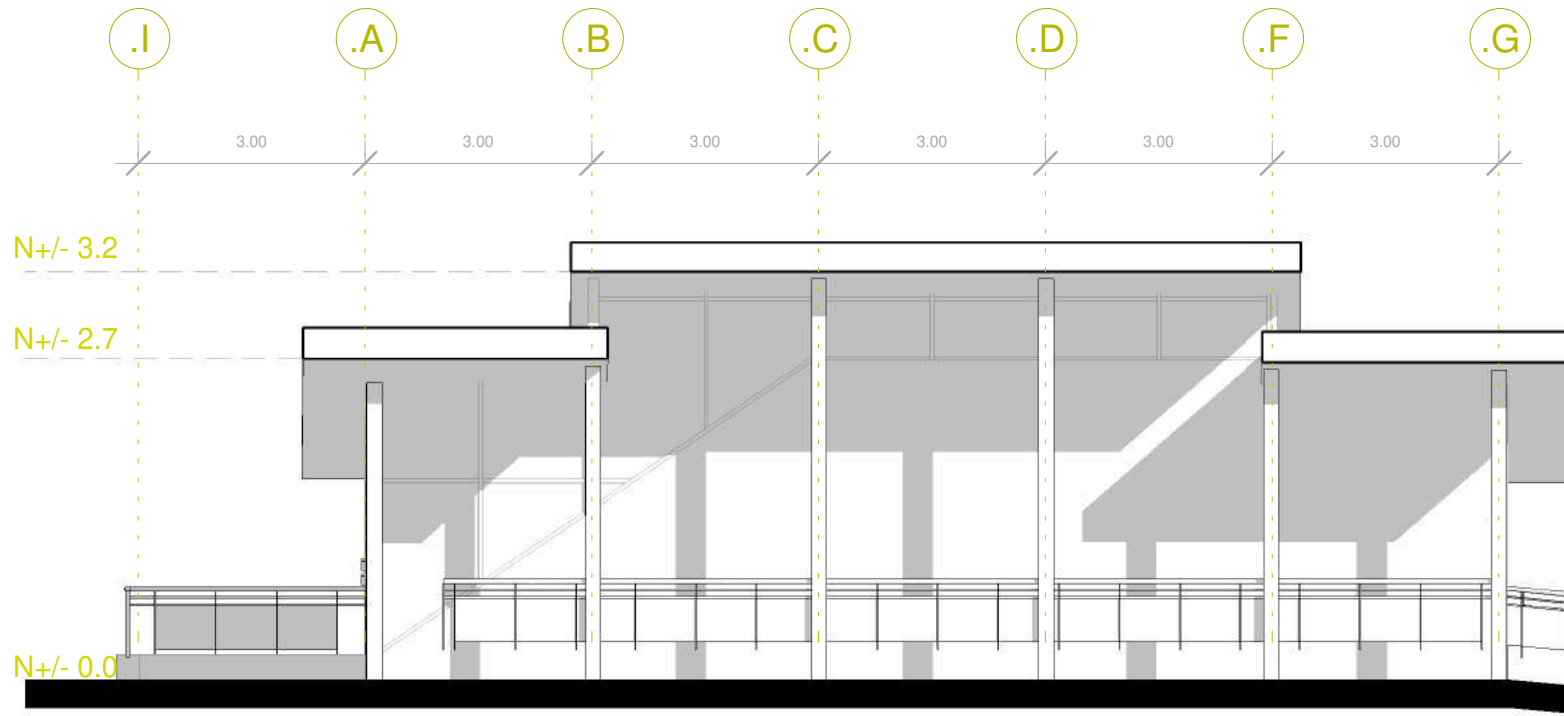 .I .A .B .C .D .F .G
3.00 3.00 3.00 3.00 3.00 3.00
N+/- 3.2
N+/- 2.7
N+/- 0.0